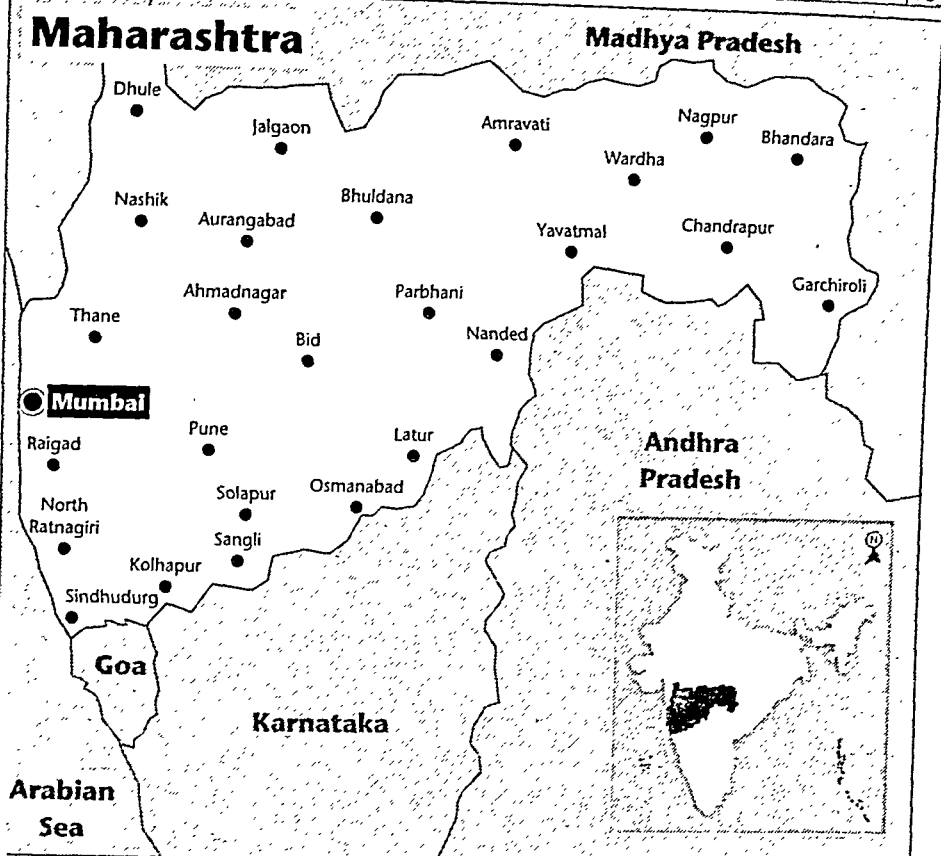 Maharashtra
Madhya Pradesh
Dhule
Jalgaon
Amravati
Nagpur
Bhandara
Wardha
Nashik
Aurangabad
Bhuldana
Yavatmal
Chandrapur
Ahmadnagar
Parbhani
Garchiroli
Thane
Bid
Nanded
Mumbai
Raigad
Pune
Latur
Andhra
Pradesh
North
Ratnagiri
Solapur
Osmanabad
Sangli
Kolhapur
Sindhudurg
Goa
Karnataka
Arabian
Sea
N